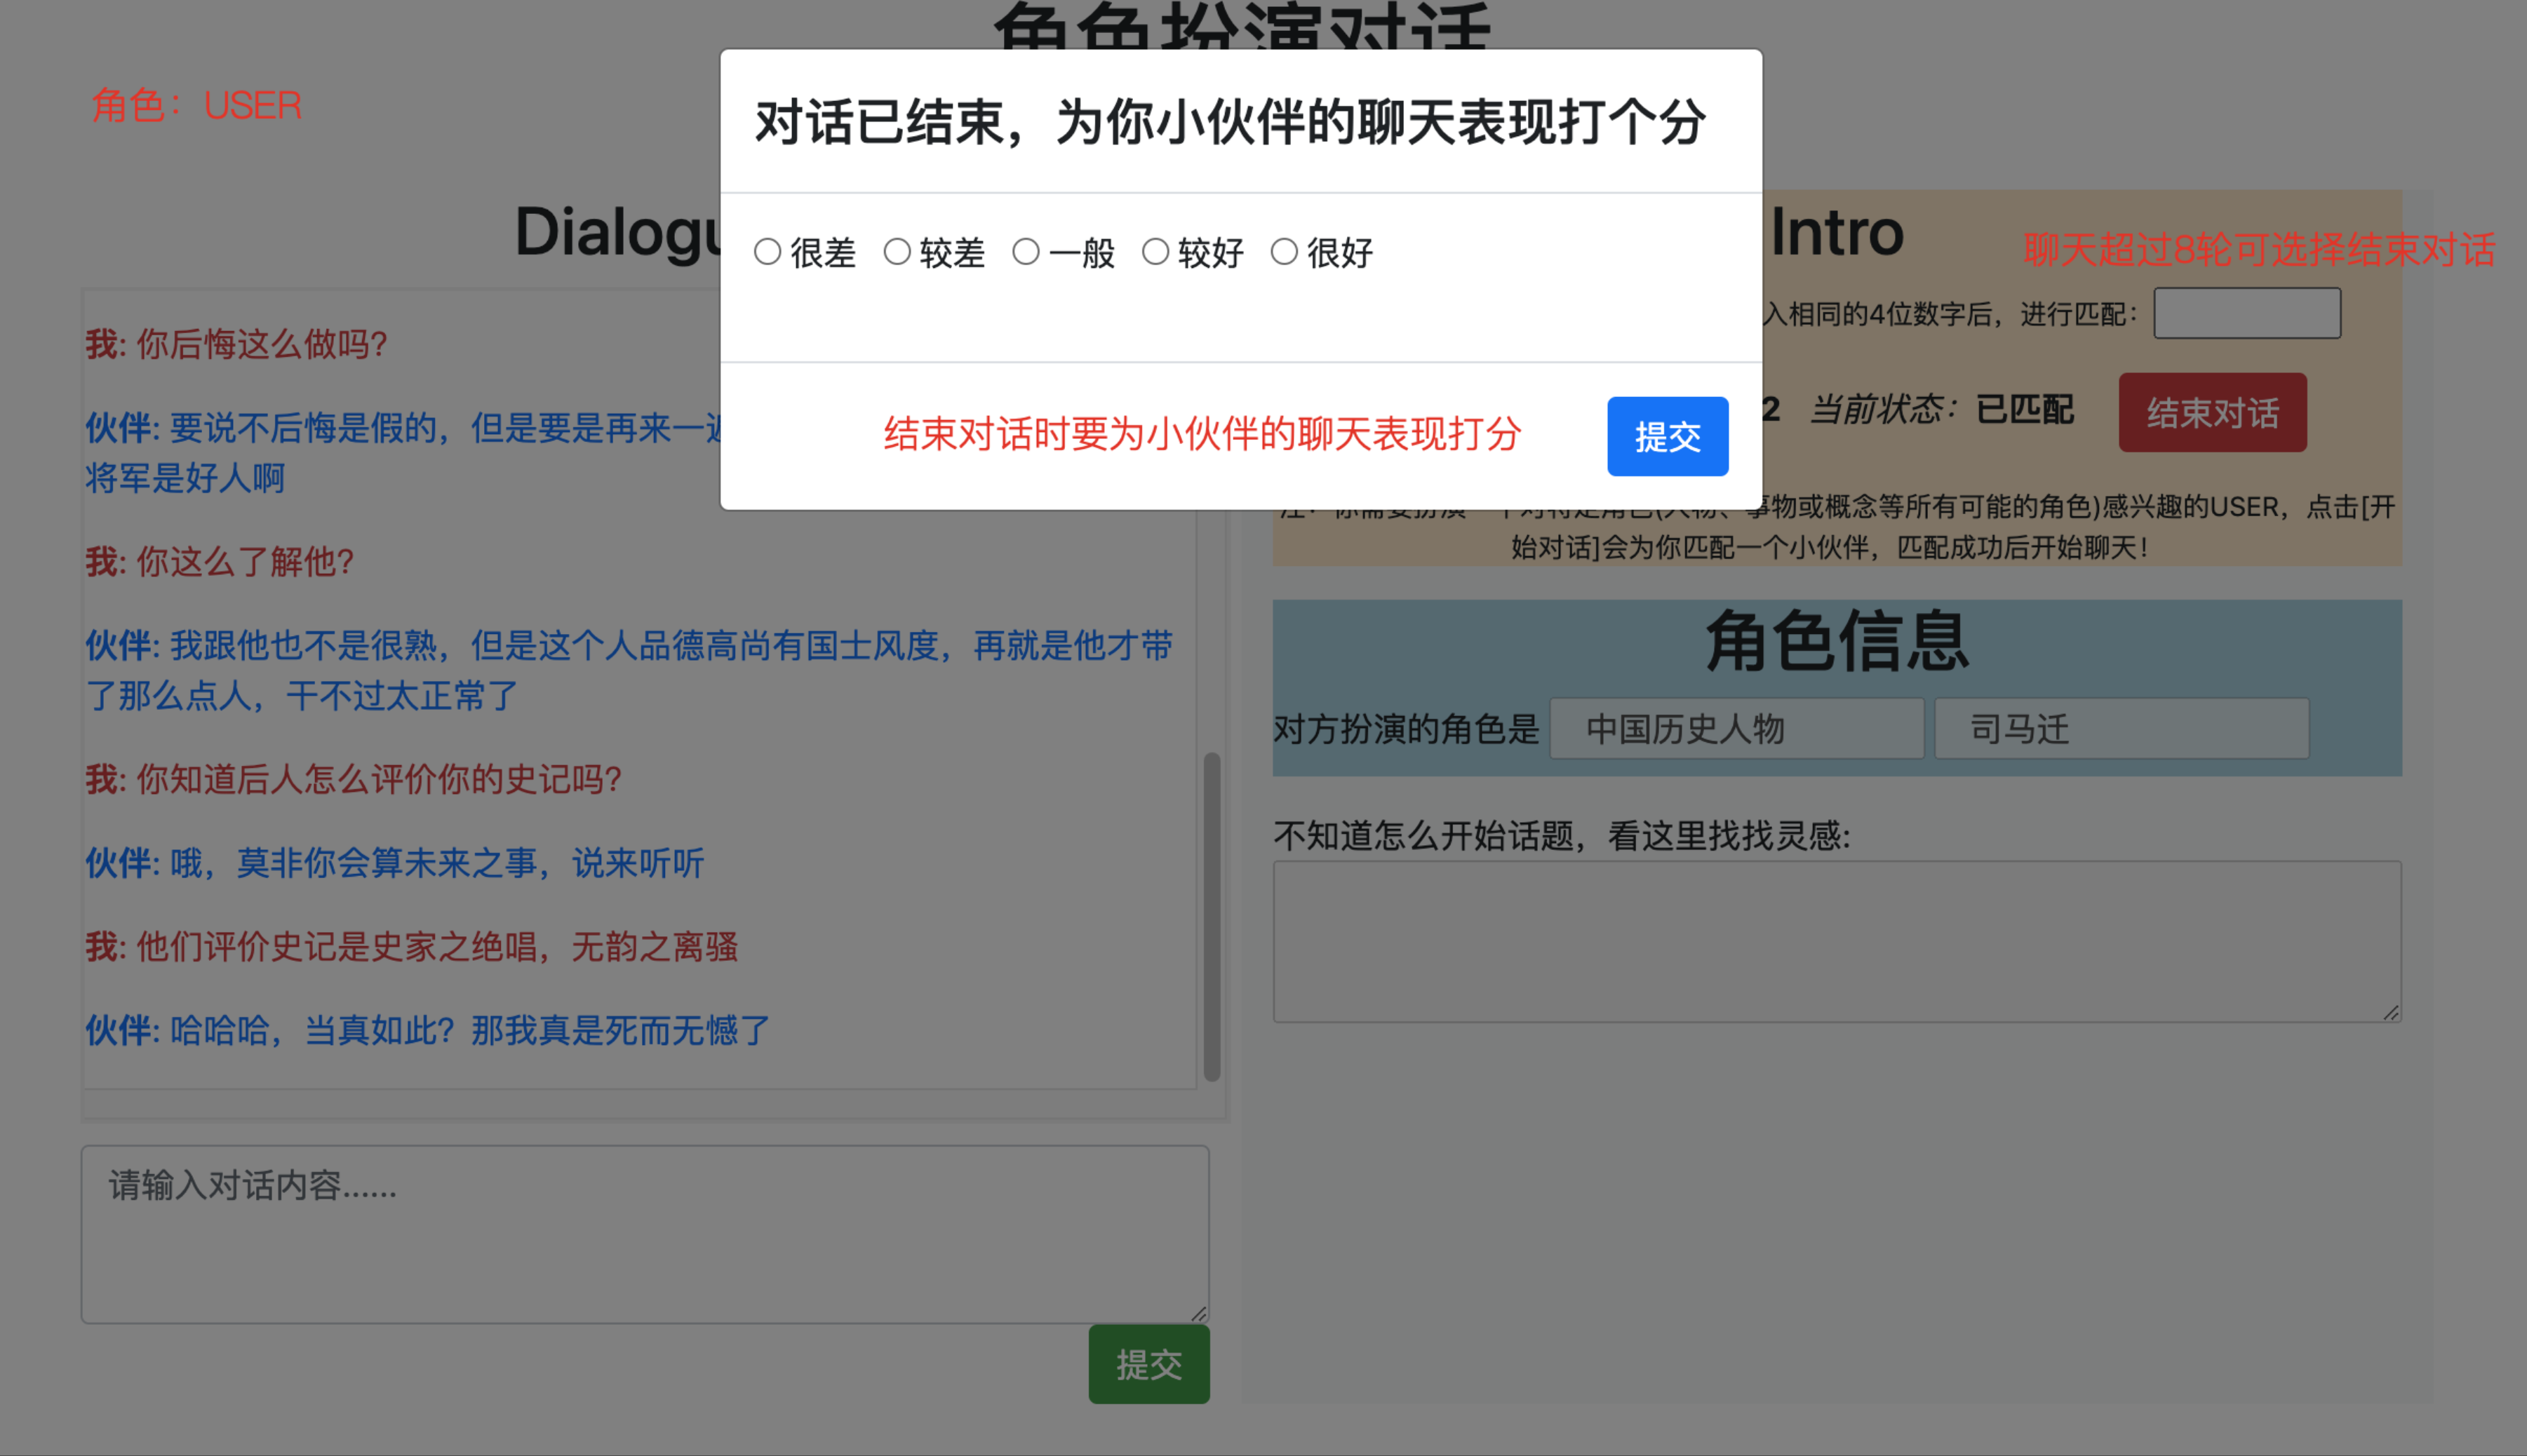 角色扮演对话
角色：USER
对话已结束，为你小伙伴的聊天表现打个分
很差 较差 一般 较好 很好
结束对话时要为小伙伴的聊天表现打分
提交
Dialogu
我: 你后悔这么做吗?
伙伴: 要说不后悔是假的，但是要是再来一
将军是好人啊
我: 你这么了解他?
伙伴: 我跟他也不是很熟，但是这个人品德高尚有国士风度，再就是他才带
了那么点人，干不过太正常了
我: 你知道后人怎么评价你的史记吗?
伙伴: 哦，莫非你会算未来之事，说来听听
我: 他们评价史记是史家之绝唱，无韵之离骚
伙伴: 哈哈哈，当真如此? 那我真是死而无憾了
请输入对话内容......
提交
Intro
聊天超过8轮可选择结束对话
入相同的4位数字后，进行匹配：
2 当前状态：已匹配
结束对话
注：你需要扮演一个对特定角色(人物、事物或概念等所有可能的角色)感兴趣的USER，点击[开
始对话]会为你匹配一个小伙伴，匹配成功后开始聊天!
角色信息
对方扮演的角色是 中国历史人物 司马迁
不知道怎么开始话题，看这里找找灵感: